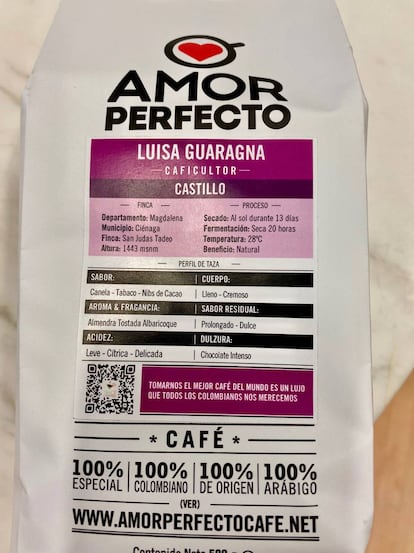 AMOR
PERFECTO
LUISA GUARAGNA
CAFICULTOR
CASTILLO
FINCA
Departamento: Magdalena
Municipio: Ciénaga
Finca: San Judas Tadeo
Altura: 1443 msnm
PROCESO
Secado: Al sol durante 13 días
Fermentación: Seca 20 horas
Temperatura: 28°C
Beneficio: Natural
PERFIL DE TAZA
SABOR:
Canela - Tabaco - Nibs de Cacao
CUERPO:
Lleno - Cremoso
AROMA & FRAGANCIA:
Almendra Tostada Albaricoque
SABOR RESIDUAL:
Prolongado - Dulce
ACIDEZ:
Leve - Cítrica - Delicada
DULZURA:
Chocolate Intenso
TOMARNOS EL MEJOR CAFÉ DEL MUNDO ES UN LUJO
QUE TODOS LOS COLOMBIANOS NOS MERECEMOS
* CAFÉ *
100% ESPECIAL
100% COLOMBIANO
100% DE ORIGEN
100% ARÁBIGO
(VER)
WWW.AMORPERFECTOCAFE.NET
Contenido Neto